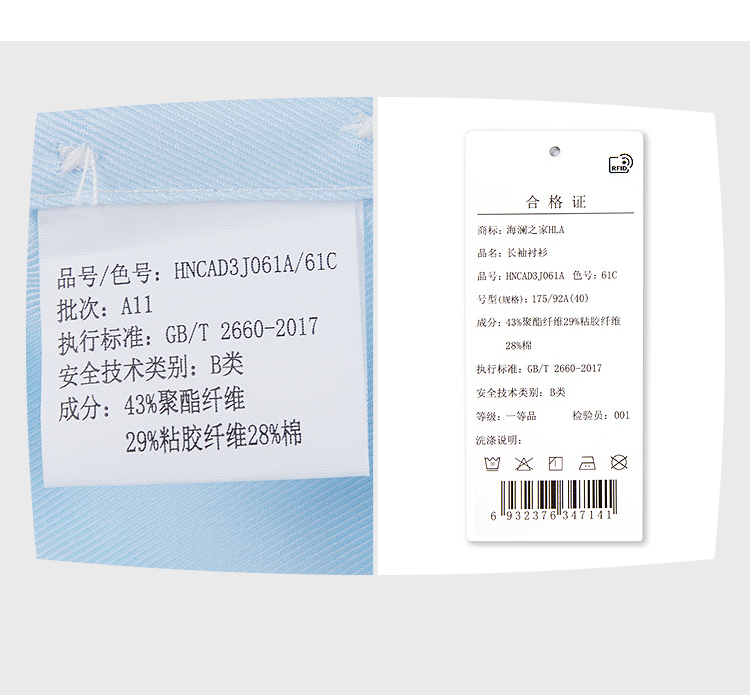 品号/色号：HNCAD3J061A/61C
批次：A11
执行标准：GB/T 2660-2017
安全技术类别：B类
成分：43%聚酯纤维
29%粘胶纤维28%棉
RFID
合格证
商标：海澜之家HLA
品名：长袖衬衫
品号：HNCAD3J061A 色号：61C
号型(规格)：175/92A(40)
成分：43%聚酯纤维29%粘胶纤维
28%棉
执行标准：GB/T 2660-2017
安全技术类别：B类
等级：一等品 检验员：001
洗涤说明：
6 932376 347141